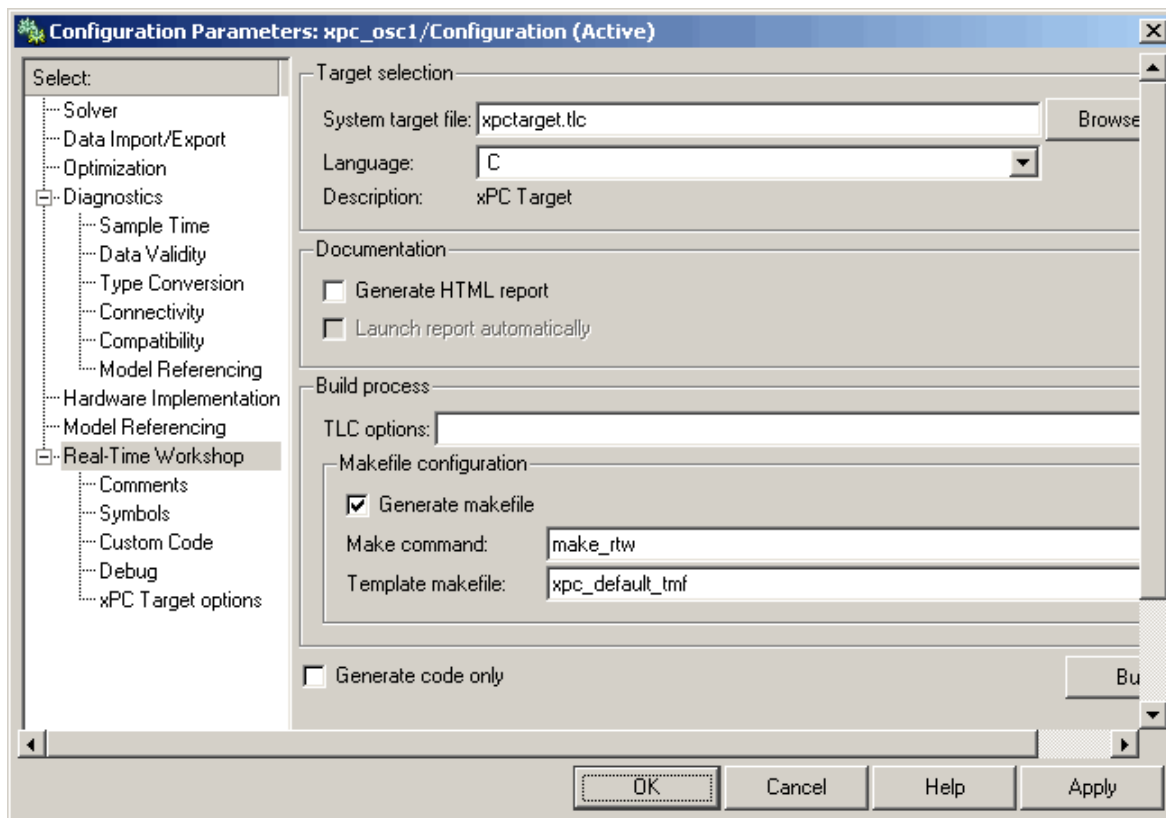 Configuration Parameters: xpc_osc1/Configuration (Active)
Select:
Solver
Data Import/Export
Optimization
Diagnostics
Sample Time
Data Validity
Type Conversion
Connectivity
Compatibility
Model Referencing
Hardware Implementation
Model Referencing
Real-Time Workshop
Comments
Symbols
Custom Code
Debug
xPC Target options
Target selection
System target file: xpctarget.tlc Browse
Language: C
Description: xPC Target
Documentation
Generate HTML report
Launch report automatically
Build process
TLC options:
Makefile configuration
Generate makefile
Make command: make_rtw
Template makefile: xpc_default_tmf
Generate code only Bu
OK Cancel Help Apply